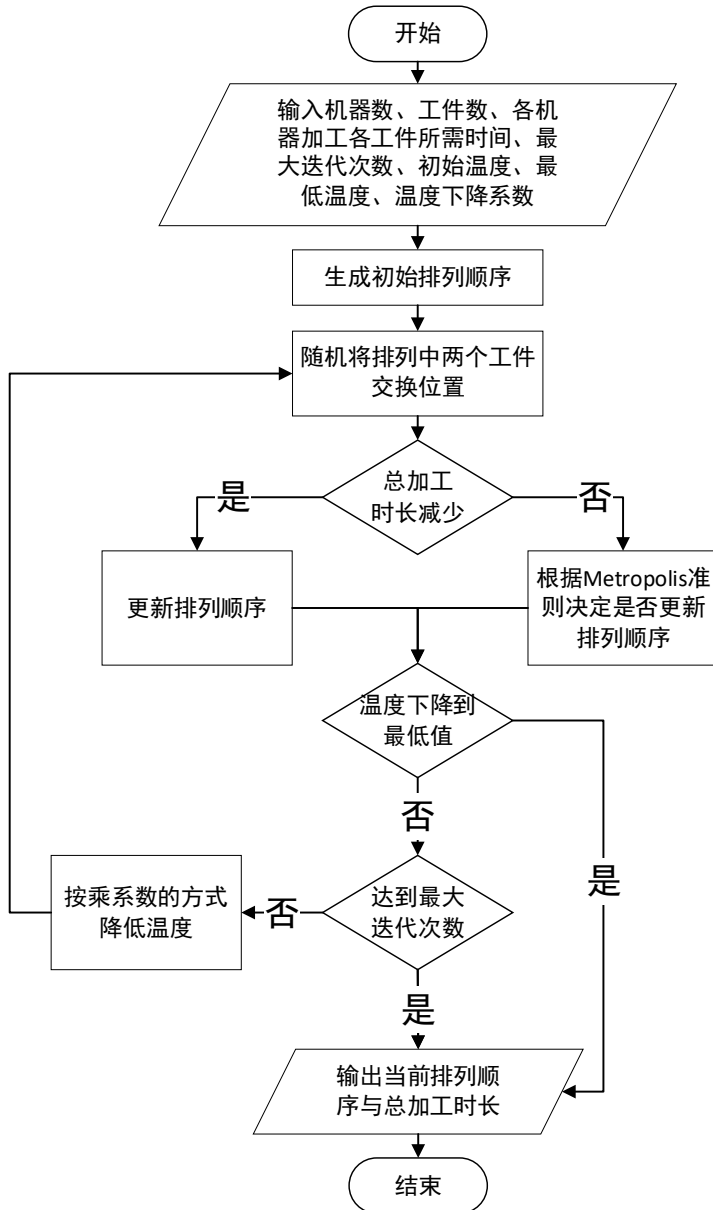 开始
输入机器数、工件数、各机
器加工各工件所需时间、最
大迭代次数、初始温度、最
低温度、温度下降系数
生成初始排列顺序
随机将排列中两个工件
交换位置
总加工
时长减少
是
否
更新排列顺序
根据Metropolis准
则决定是否更新
排列顺序
温度下降到
最低值
否
是
达到最大
迭代次数
否
按乘系数的方式
降低温度
是
输出当前排列顺
序与总加工时长
结束